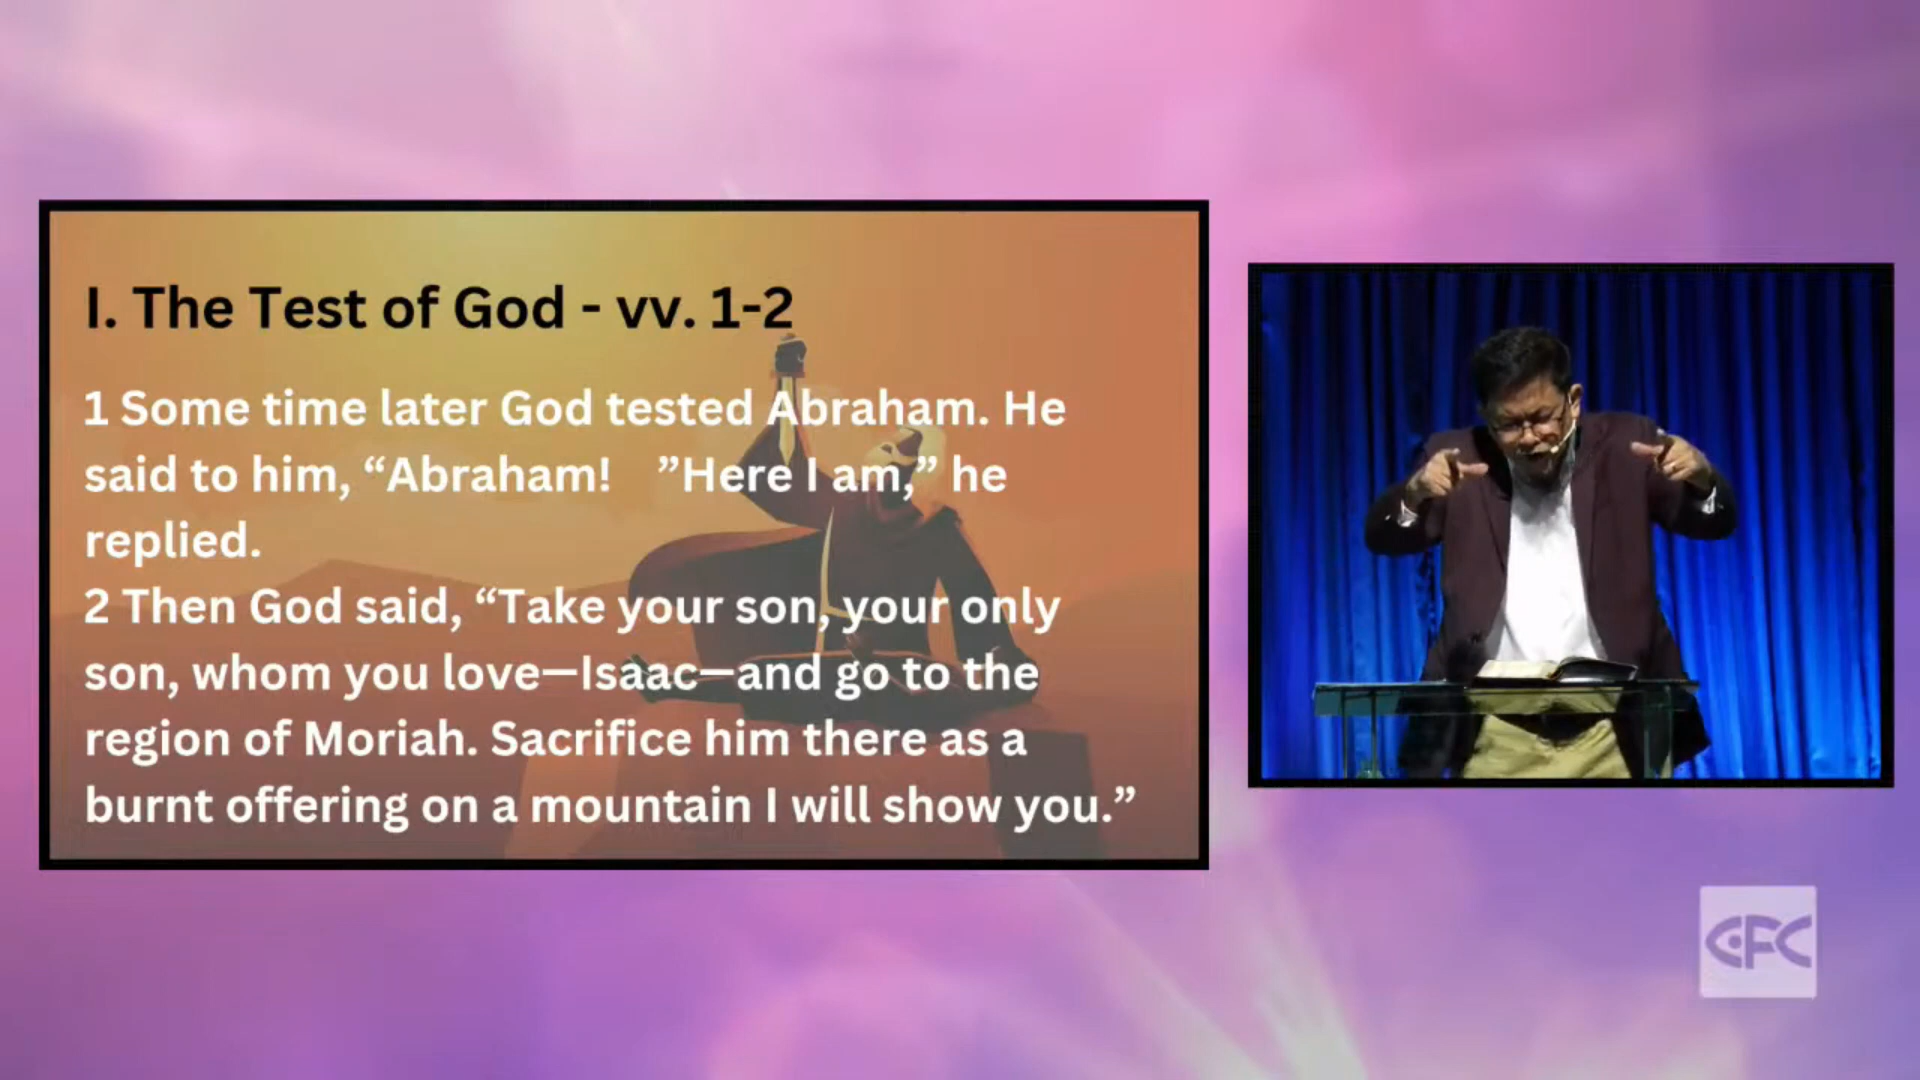 I. The Test of God - vv. 1-2
1 Some time later God tested Abraham. He
said to him, “Abraham!    ”Here I am,” he
replied.
2 Then God said, “Take your son, your only
son, whom you love—Isaac—and go to the
region of Moriah. Sacrifice him there as a
burnt offering on a mountain I will show you.”
CFC